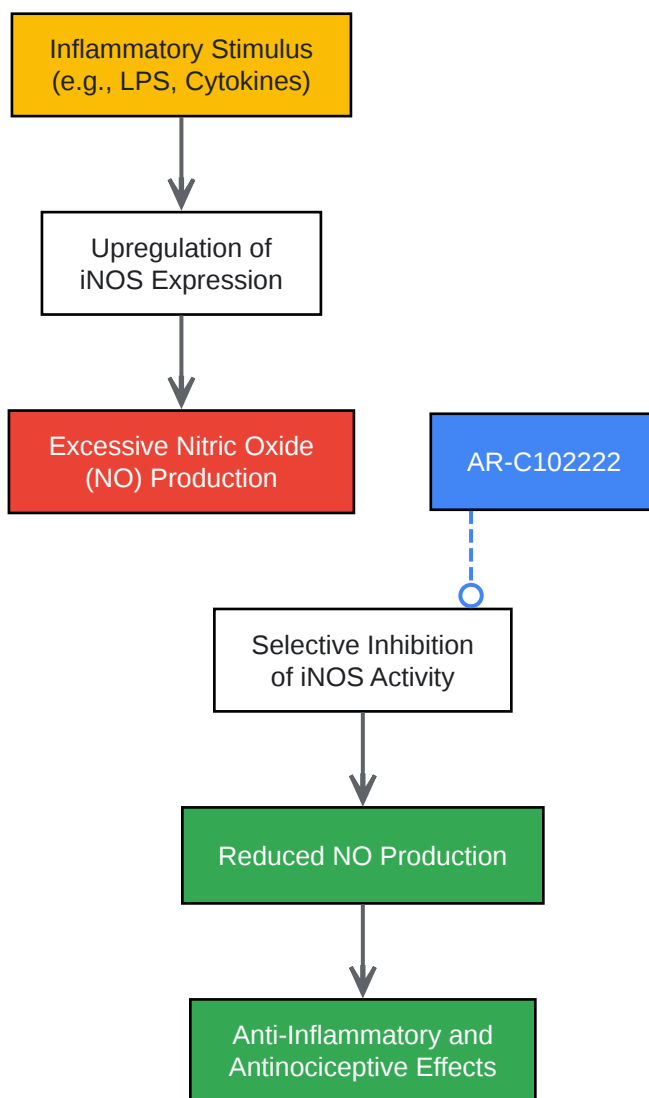 Inflammatory Stimulus
(e.g., LPS, Cytokines)
Upregulation of
iNOS Expression
Excessive Nitric Oxide
(NO) Production
AR-C102222
Selective Inhibition
of iNOS Activity
Reduced NO Production
Anti-Inflammatory and
Antinociceptive Effects